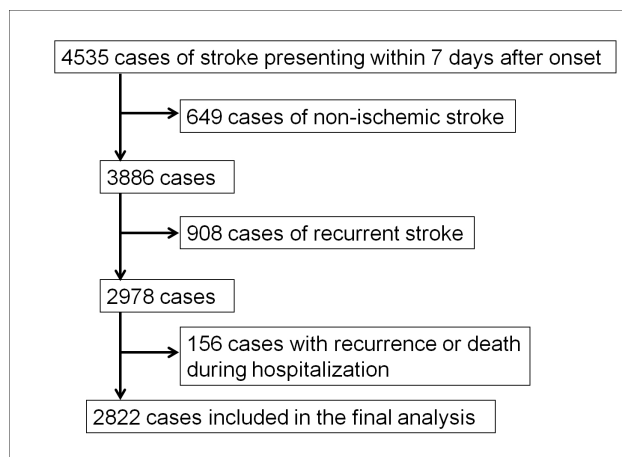 4535 cases of stroke presenting within 7 days after onset
649 cases of non-ischemic stroke
3886 cases
908 cases of recurrent stroke
2978 cases
156 cases with recurrence or death
during hospitalization
2822 cases included in the final analysis